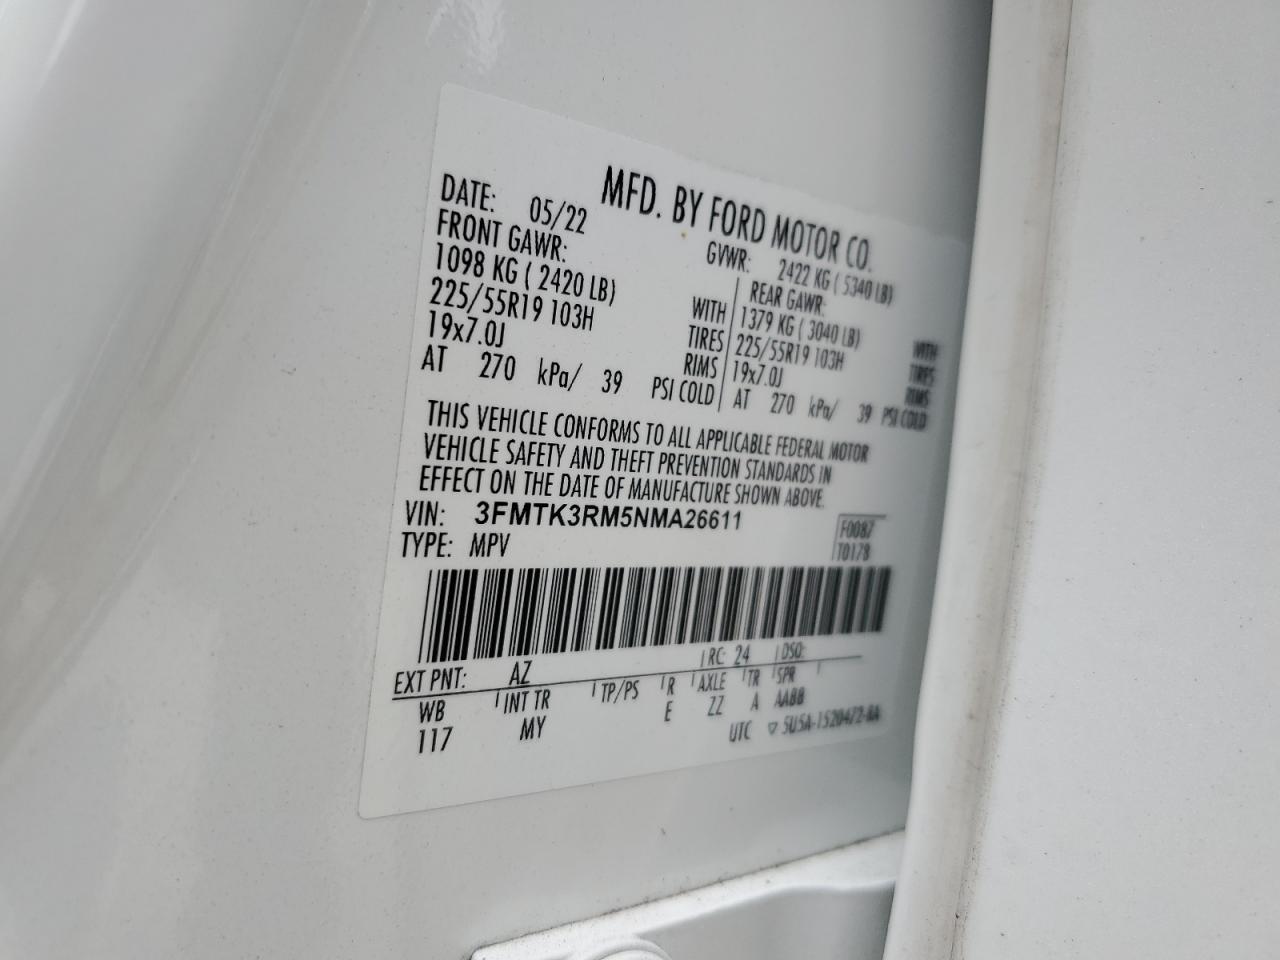 MFD. BY FORD MOTOR CO.
DATE: 05/22 GVWR: 2422 KG ( 5340 LB)
FRONT GAWR: REAR GAWR:
1098 KG ( 2420 LB) WITH 1379 KG ( 3040 LB) WITH
225/55R19 103H TIRES 225/55R19 103H TIRES
19x7.0J RIMS 19x7.0J RIMS
AT 270 kPa/ 39 PSI COLD AT 270 kPa/ 39 PSI COLD
THIS VEHICLE CONFORMS TO ALL APPLICABLE FEDERAL MOTOR
VEHICLE SAFETY AND THEFT PREVENTION STANDARDS IN
EFFECT ON THE DATE OF MANUFACTURE SHOWN ABOVE.
VIN: 3FMTK3RM5NMA26611 F0087
TYPE: MPV T0178
EXT PNT: AZ RC: 24 DSO:
WB INT TR TP/PS R AXLE TR SPR
117 MY E ZZ A AABB
UTC ▽ 5U5A-1520472-BA